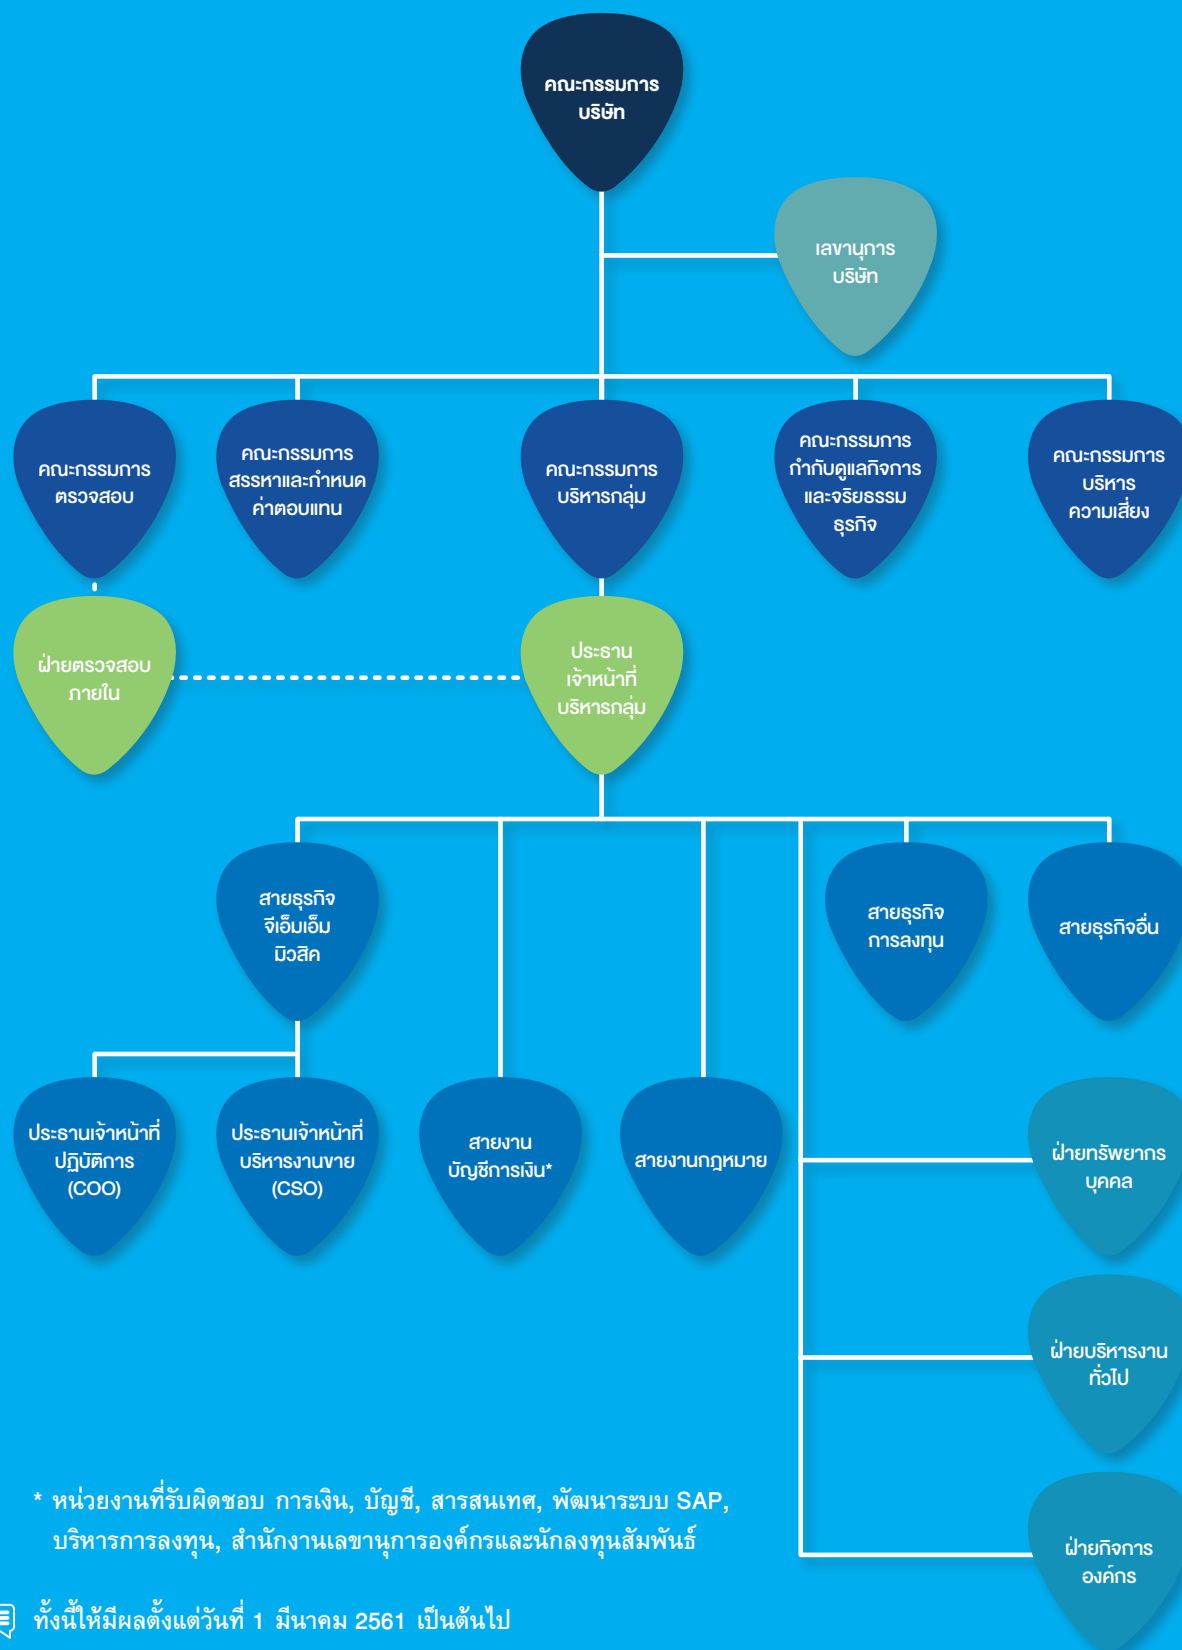 คณะกรรมการ
บริษัท
เลขานุการ
บริษัท
คณะกรรมการ
ตรวจสอบ
คณะกรรมการ
สรรหาและกำหนด
ค่าตอบแทน
คณะกรรมการ
บริหารกลุ่ม
คณะกรรมการ
กำกับดูแลกิจการ
และจริยธรรม
ธุรกิจ
คณะกรรมการ
บริหาร
ความเสี่ยง
ฝ่ายตรวจสอบ
ภายใน
ประธาน
เจ้าหน้าที่
บริหารกลุ่ม
สายธุรกิจ
จีเอ็มเอ็ม
มิวสิค
สายธุรกิจ
การลงทุน
สายธุรกิจอื่น
ประธานเจ้าหน้าที่
ปฏิบัติการ
(COO)
ประธานเจ้าหน้าที่
บริหารงานขาย
(CSO)
สายงาน
บัญชีการเงิน*
สายงานกฎหมาย
ฝ่ายทรัพยากร
บุคคล
ฝ่ายบริหารงาน
ทั่วไป
ฝ่ายกิจการ
องค์กร
* หน่วยงานที่รับผิดชอบ การเงิน, บัญชี, สารสนเทศ, พัฒนาระบบ SAP,
บริหารการลงทุน, สำนักงานเลขานุการองค์กรและนักลงทุนสัมพันธ์
ทั้งนี้ให้มีผลตั้งแต่วันที่ 1 มีนาคม 2561 เป็นต้นไป